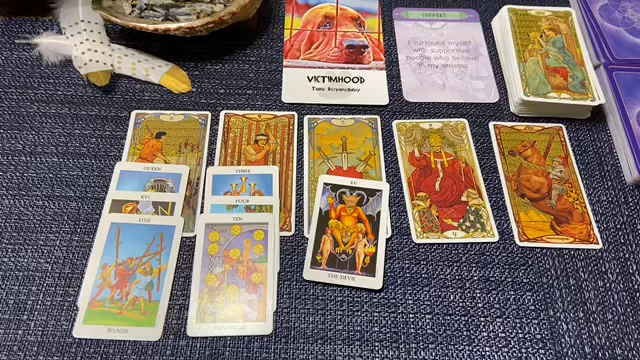 VICTIMHOOD
Take Responsibility
SUPPORT
I surround myself
with supportive
people who believe
in my dreams
QUEEN
XVI
FIVE
WANDS
THREE
FOUR
TEN
XV
THE DEVIL